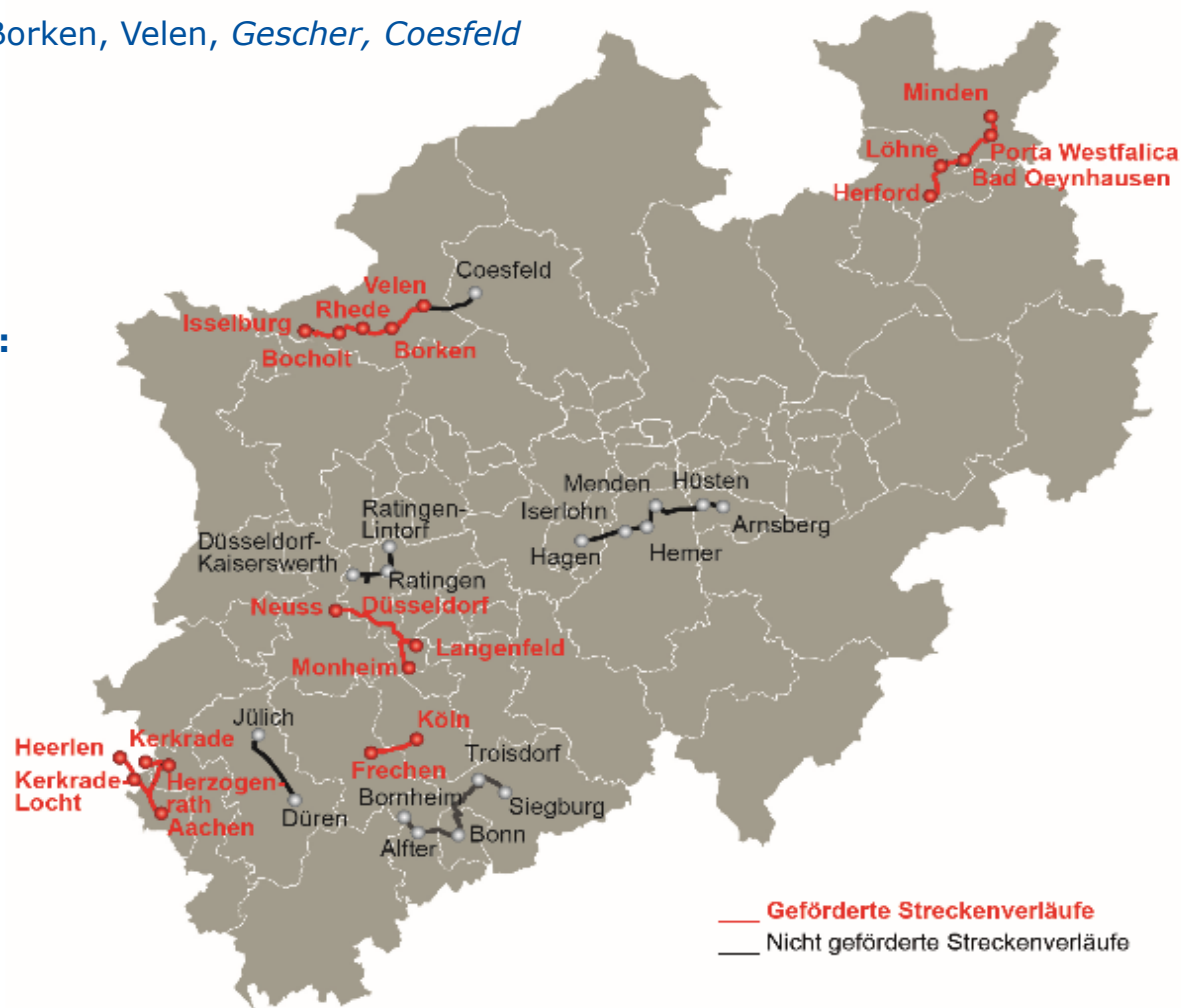 Borken, Velen, Gescher, Coesfeld
Minden
Löhne
Porta Westfalica
Bad Oeynhausen
Herford
Coesfeld
Velen
Rhede
Isselburg
:
Bocholt
Borken
Menden
Hüsten
Iserlohn
Arnsberg
Hagen
Hemer
Ratingen-
Lintorf
Düsseldorf-
Kaiserswerth
Ratingen
Neuss
Düsseldorf
Langenfeld
Monheim
Jülich
Köln
Heerlen
Kerkrade
Frechen
Troisdorf
Kerkrade-
Locht
Herzogen-
rath
Aachen
Düren
Bornheim
Siegburg
Alfter
Bonn
Geförderte Streckenverläufe
Nicht geförderte Streckenverläufe